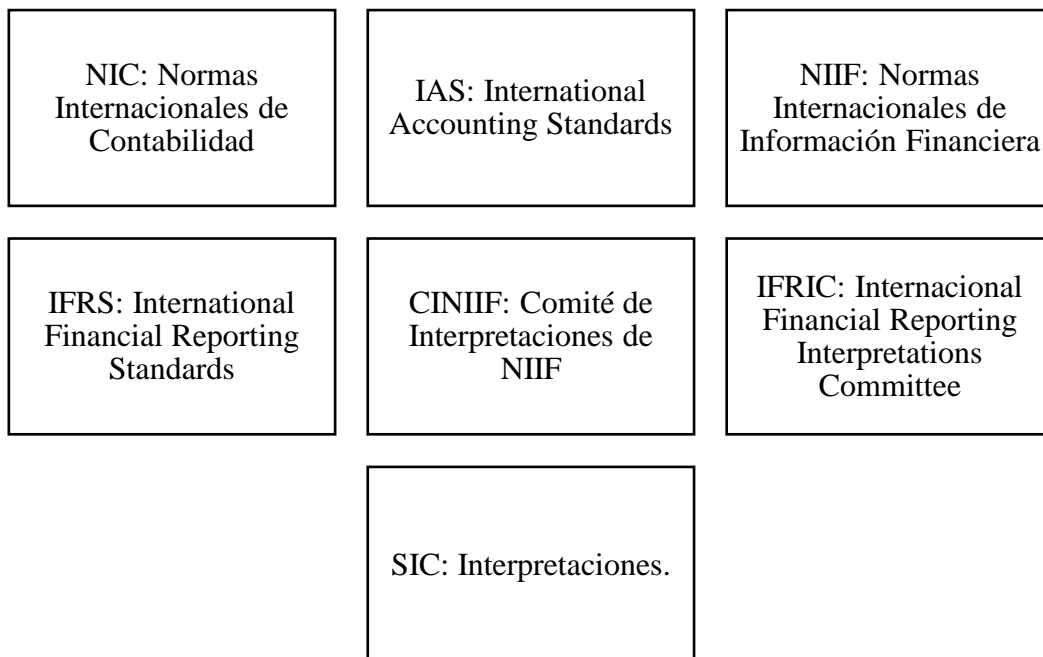 NIC: Normas
Internacionales de
Contabilidad
IAS: International
Accounting Standards
NIIF: Normas
Internacionales de
Información Financiera
IFRS: International
Financial Reporting
Standards
CINIIF: Comité de
Interpretaciones de
NIIF
IFRIC: Internacional
Financial Reporting
Interpretations
Committee
SIC: Interpretaciones.